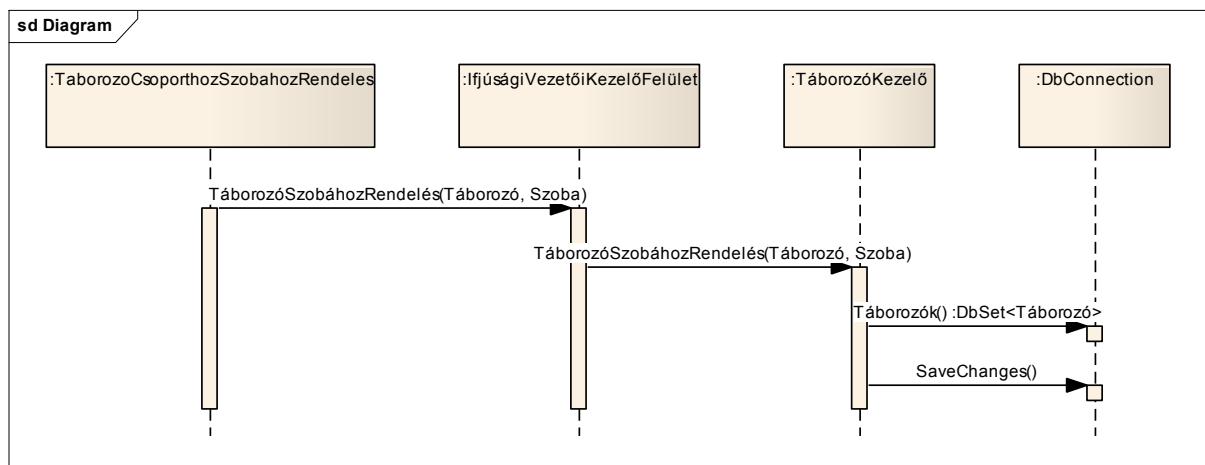 sd Diagram
:TaborozoCsoporthozSzobahozRendeles
:IfjúságiVezetőiKezelőFelület
:TáborozóKezelő
:DbConnection
TáborozóSzobáhozRendelés(Táborozó, Szoba)
TáborozóSzobáhozRendelés(Táborozó, Szoba)
Táborozók() :DbSet<Táborozó>
SaveChanges()